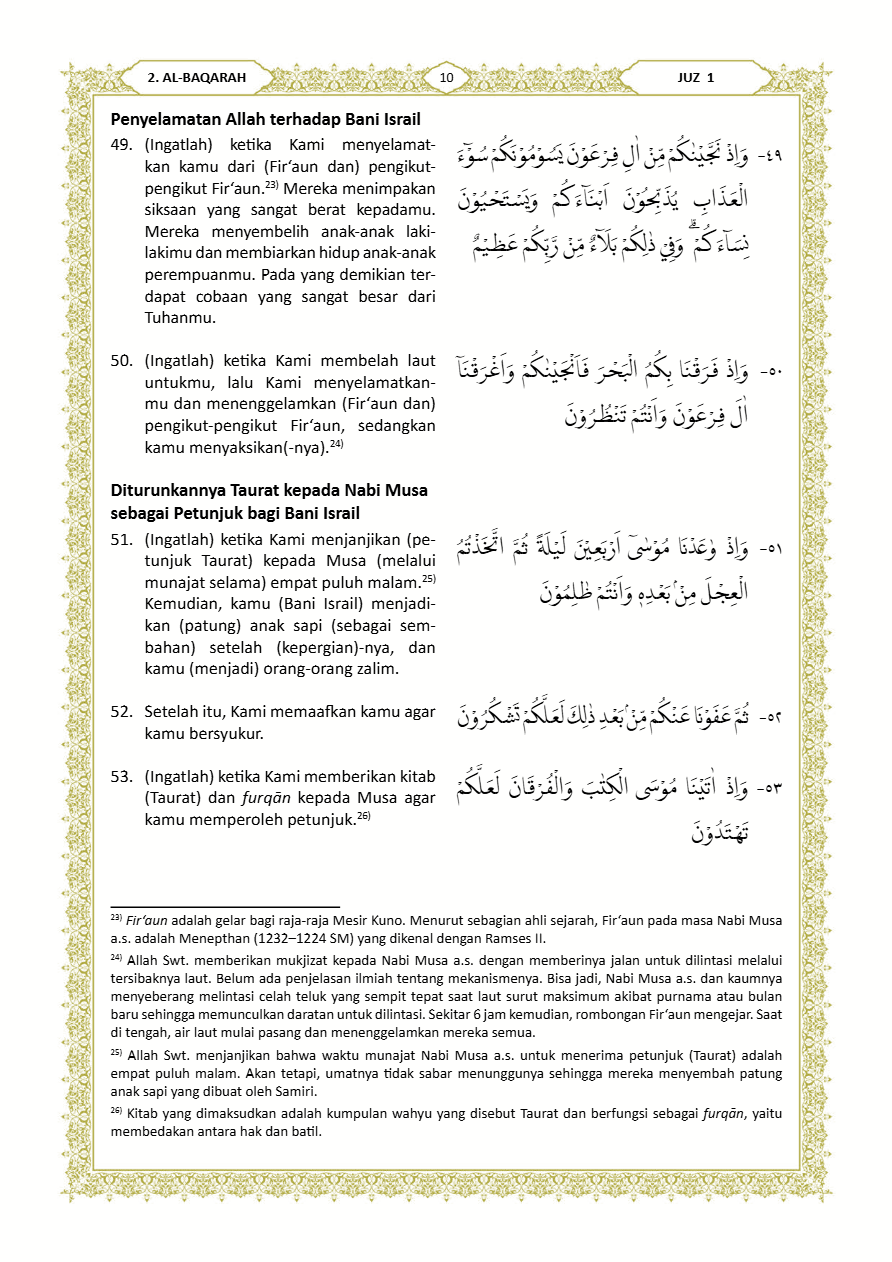 2. AL-BAQARAH
10
JUZ 1
Penyelamatan Allah terhadap Bani Israil
49. (Ingatlah) ketika Kami menyelamat-
kan kamu dari (Fir‘aun dan) pengikut-
pengikut Fir‘aun.23) Mereka menimpakan
siksaan yang sangat berat kepadamu.
Mereka menyembelih anak-anak laki-
lakimu dan membiarkan hidup anak-anak
perempuanmu. Pada yang demikian ter-
dapat cobaan yang sangat besar dari
Tuhanmu.
٤٩- وَاِذْ نَجَّيْنٰكُمْ مِّنْ اٰلِ فِرْعَوْنَ يَسُوْمُوْنَكُمْ سُوْۤءَ
الْعَذَابِ يُذَبِّحُوْنَ اَبْنَاۤءَكُمْ وَيَسْتَحْيُوْنَ
نِسَاۤءَكُمْ ۗ وَفِيْ ذٰلِكُمْ بَلَاۤءٌ مِّنْ رَّبِّكُمْ عَظِيْمٌ
50. (Ingatlah) ketika Kami membelah laut
untukmu, lalu Kami menyelamatkan-
mu dan menenggelamkan (Fir‘aun dan)
pengikut-pengikut Fir‘aun, sedangkan
kamu menyaksikan(-nya).24)
٥٠- وَاِذْ فَرَقْنَا بِكُمُ الْبَحْرَ فَاَنْجَيْنٰكُمْ وَاَغْرَقْنَآ
اٰلَ فِرْعَوْنَ وَاَنْتُمْ تَنْظُرُوْنَ
Diturunkannya Taurat kepada Nabi Musa
sebagai Petunjuk bagi Bani Israil
51. (Ingatlah) ketika Kami menjanjikan (pe-
tunjuk Taurat) kepada Musa (melalui
munajat selama) empat puluh malam.25)
Kemudian, kamu (Bani Israil) menjadi-
kan (patung) anak sapi (sebagai sem-
bahan) setelah (kepergian)-nya, dan
kamu (menjadi) orang-orang zalim.
٥١- وَاِذْ وٰعَدْنَا مُوْسٰىٓ اَرْبَعِيْنَ لَيْلَةً ثُمَّ اتَّخَذْتُمُ
الْعِجْلَ مِنْۢ بَعْدِهٖ وَاَنْتُمْ ظٰلِمُوْنَ
52. Setelah itu, Kami memaafkan kamu agar
kamu bersyukur.
٥٢- ثُمَّ عَفَوْنَا عَنْكُمْ مِّنْۢ بَعْدِ ذٰلِكَ لَعَلَّكُمْ تَشْكُرُوْنَ
53. (Ingatlah) ketika Kami memberikan kitab
(Taurat) dan furqān kepada Musa agar
kamu memperoleh petunjuk.26)
٥٣- وَاِذْ اٰتَيْنَا مُوْسَى الْكِتٰبَ وَالْفُرْقَانَ لَعَلَّكُمْ
تَهْتَدُوْنَ
23) Fir‘aun adalah gelar bagi raja-raja Mesir Kuno. Menurut sebagian ahli sejarah, Fir‘aun pada masa Nabi Musa
a.s. adalah Menepthan (1232–1224 SM) yang dikenal dengan Ramses II.
24) Allah Swt. memberikan mukjizat kepada Nabi Musa a.s. dengan memberinya jalan untuk dilintasi melalui
tersibaknya laut. Belum ada penjelasan ilmiah tentang mekanismenya. Bisa jadi, Nabi Musa a.s. dan kaumnya
menyeberang melintasi celah teluk yang sempit tepat saat laut surut maksimum akibat purnama atau bulan
baru sehingga memunculkan daratan untuk dilintasi. Sekitar 6 jam kemudian, rombongan Fir‘aun mengejar. Saat
di tengah, air laut mulai pasang dan menenggelamkan mereka semua.
25) Allah Swt. menjanjikan bahwa waktu munajat Nabi Musa a.s. untuk menerima petunjuk (Taurat) adalah
empat puluh malam. Akan tetapi, umatnya tidak sabar menunggunya sehingga mereka menyembah patung
anak sapi yang dibuat oleh Samiri.
26) Kitab yang dimaksudkan adalah kumpulan wahyu yang disebut Taurat dan berfungsi sebagai furqān, yaitu
membedakan antara hak dan batil.